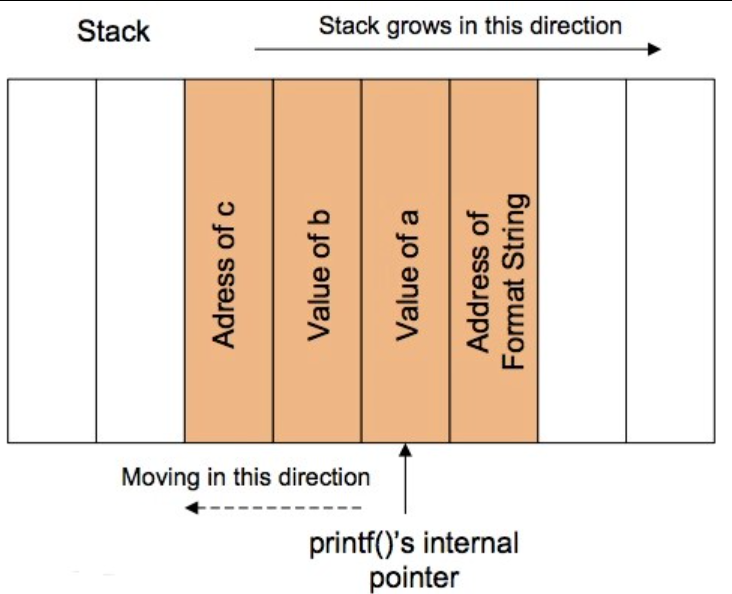 Stack
Stack grows in this direction
Adress of c
Value of b
Value of a
Address of
Format String
Moving in this direction
printf()'s internal
pointer